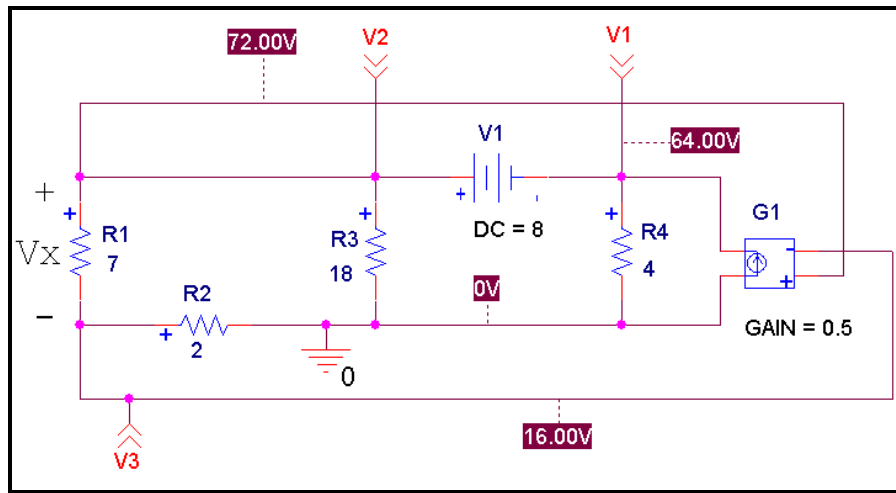 72.00V
V2
V1
V1
64.00V
+
-
+
Vx
-
+
R1
7
+
R3
18
DC = 8
+
R4
4
G1
-
+
GAIN = 0.5
R2
+
2
0V
0
16.00V
V3